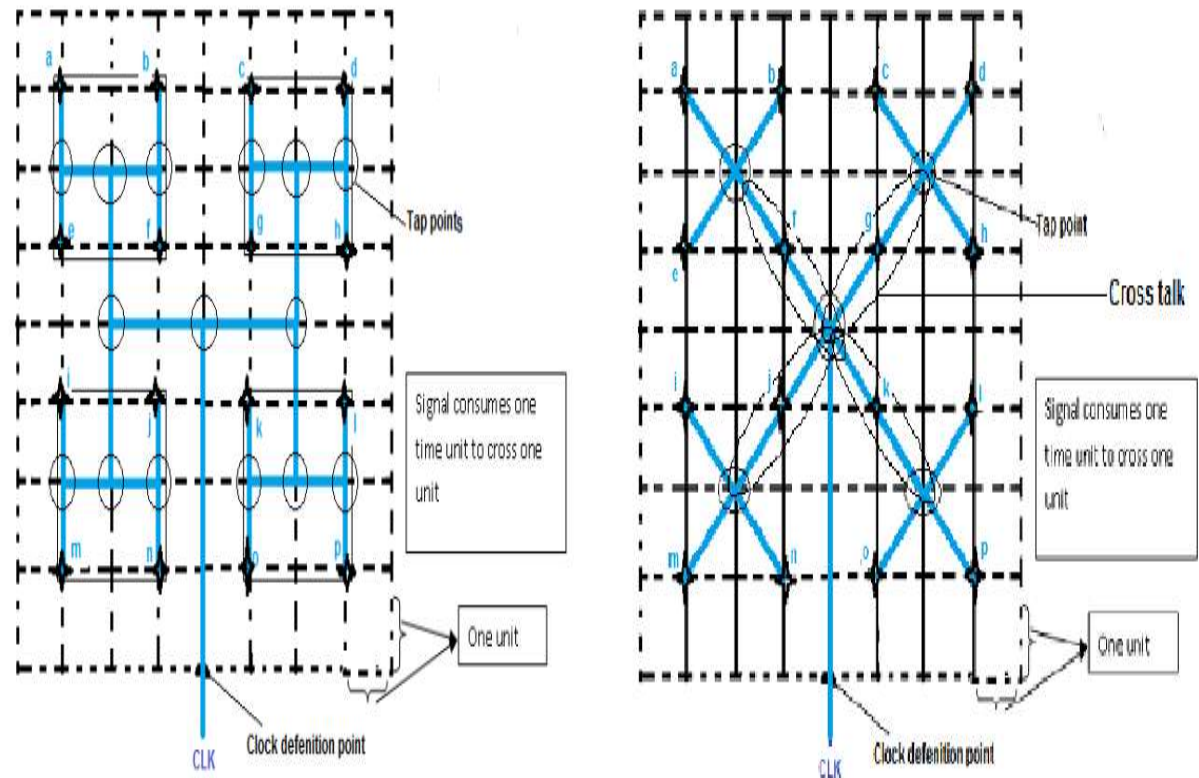 a b c d
e f g h
Tap points
i j k l
Signal consumes one
time unit to cross one
unit
m n o p
One unit
Clock defenition point
CLK
a b c d
e f g h
Tap point
Cross talk
i j k l
Signal consumes one
time unit to cross one
unit
m n o p
One unit
Clock defenition point
CLK